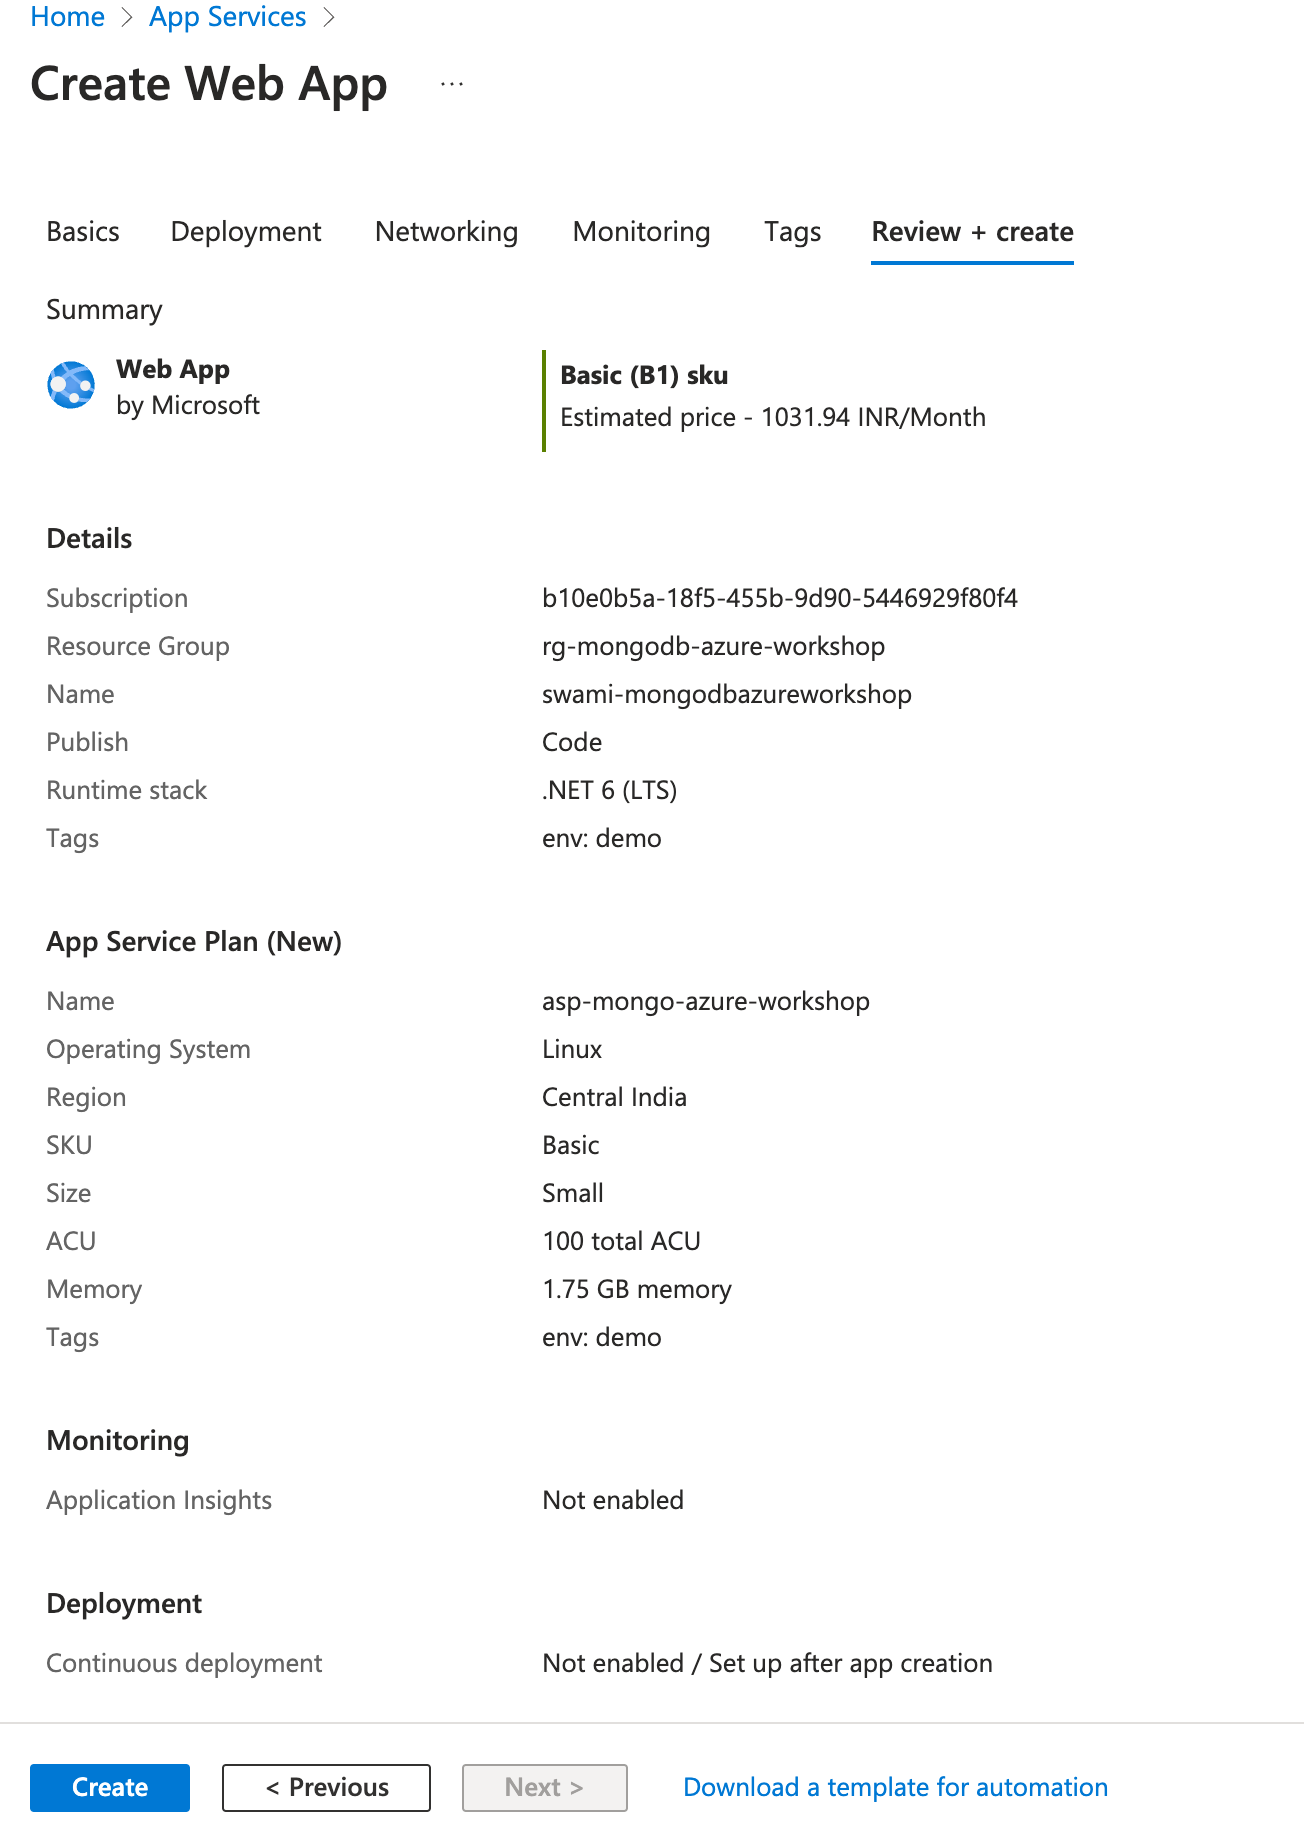 Home > App Services >
Create Web App ...
Basics Deployment Networking Monitoring Tags Review + create
Summary
Web App
by Microsoft
Basic (B1) sku
Estimated price - 1031.94 INR/Month
Details
Subscription b10e0b5a-18f5-455b-9d90-5446929f80f4
Resource Group rg-mongodb-azure-workshop
Name swami-mongodbazureworkshop
Publish Code
Runtime stack .NET 6 (LTS)
Tags env: demo
App Service Plan (New)
Name asp-mongo-azure-workshop
Operating System Linux
Region Central India
SKU Basic
Size Small
ACU 100 total ACU
Memory 1.75 GB memory
Tags env: demo
Monitoring
Application Insights Not enabled
Deployment
Continuous deployment Not enabled / Set up after app creation
Create < Previous Next > Download a template for automation